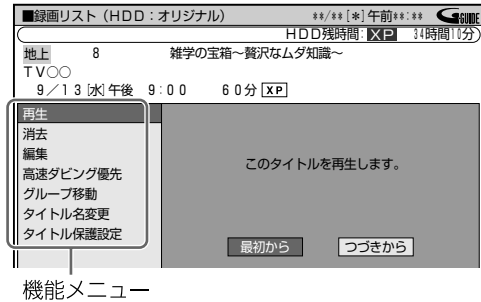 ■録画リスト（HDD：オリジナル） **/**[*]午前**:** GGUIDE
HDD残時間: XP 34時間10分
地上 8 雑学の宝箱〜贅沢なムダ知識〜
TV○○
9／13[水]午後 9:00 60分 XP
再生
消去
編集
高速ダビング優先
グループ移動
タイトル名変更
タイトル保護設定
このタイトルを再生します。
最初から つづきから
機能メニュー